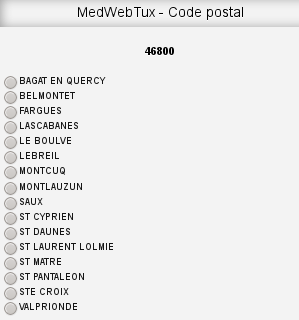 MedWebTux - Code postal
46800
BAGAT EN QUERCY
BELMONTET
FARGUES
LASCABANES
LE BOULVE
LEBREIL
MONTCUQ
MONTLAUZUN
SAUX
ST CYPRIEN
ST DAUNES
ST LAURENT LOLMIE
ST MATRE
ST PANTALEON
STE CROIX
VALPRIONDE